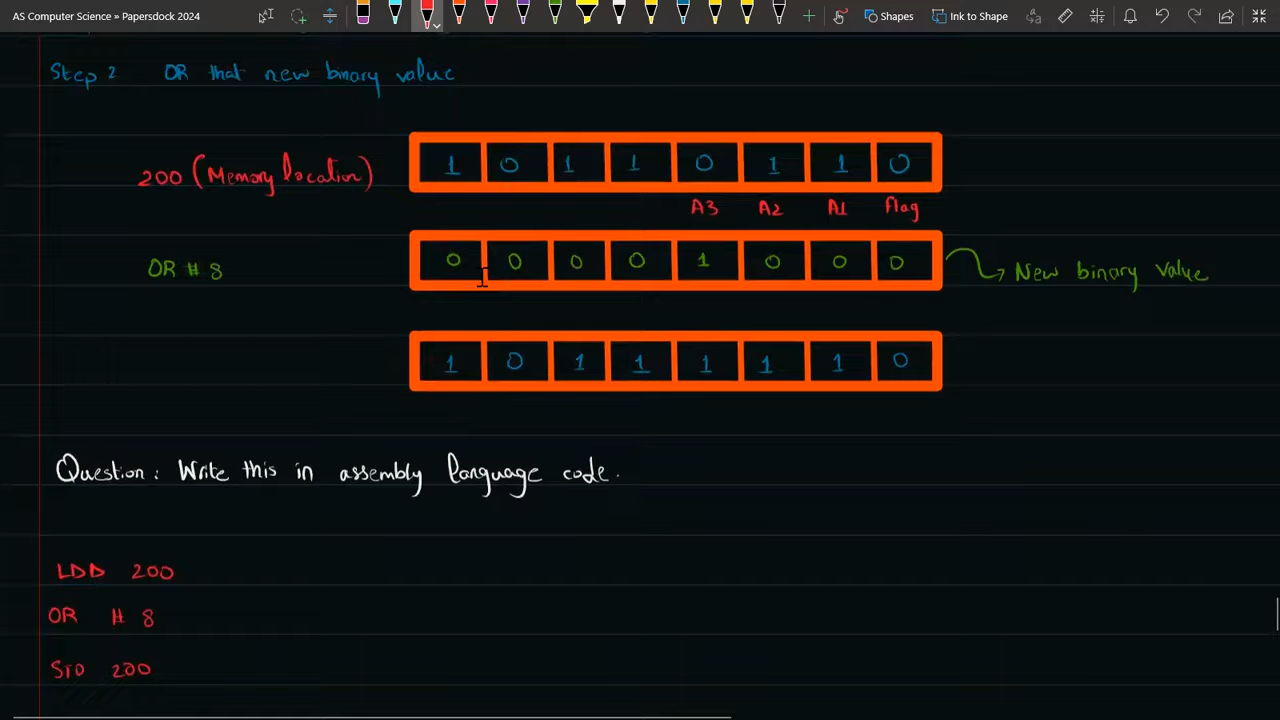 AS Computer Science » Papersdock 2024
Shapes
Ink to Shape
Step 2 OR that new binary value
200 (Memory location) 1 0 1 1 0 1 1 0
A3 A2 A1 Flag
OR # 8 0 0 0 0 1 0 0 0 New binary value
1 0 1 1 1 1 1 0
Question: Write this in assembly language code.
LDD 200
OR # 8
STO 200